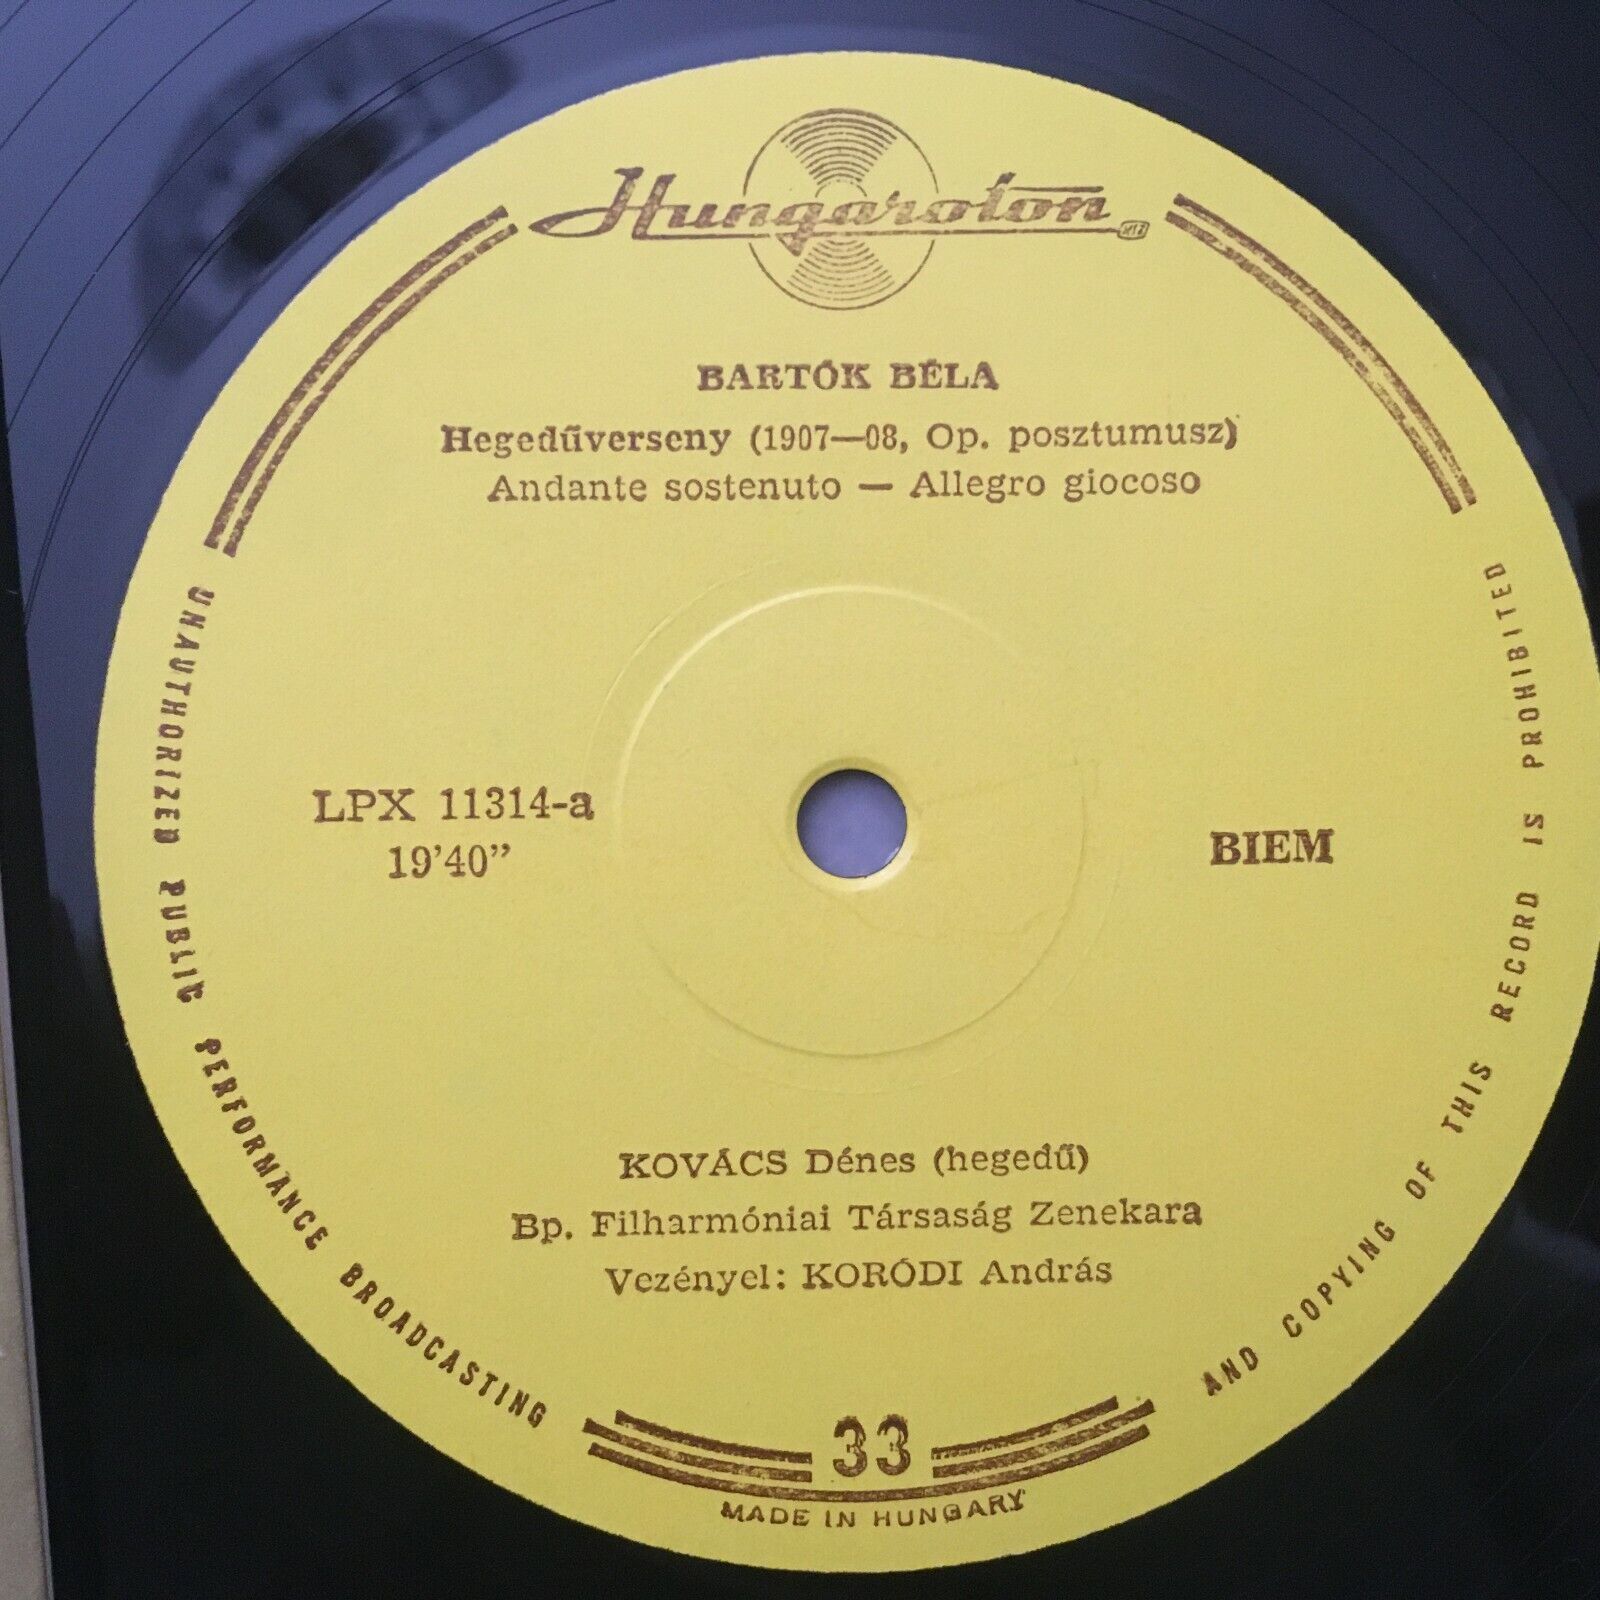 Hungaroton
BARTÓK BÉLA
Hegedűverseny (1907—08, Op. posztumusz)
Andante sostenuto — Allegro giocoso
LPX 11314-a
19’40”
BIEM
KOVÁCS Dénes (hegedű)
Bp. Filharmóniai Társaság Zenekara
Vezényel: KORÓDI András
33
MADE IN HUNGARY
UNAUTHORIZED PUBLIC PERFORMANCE BROADCASTING AND COPYING OF THIS RECORD IS PROHIBITED